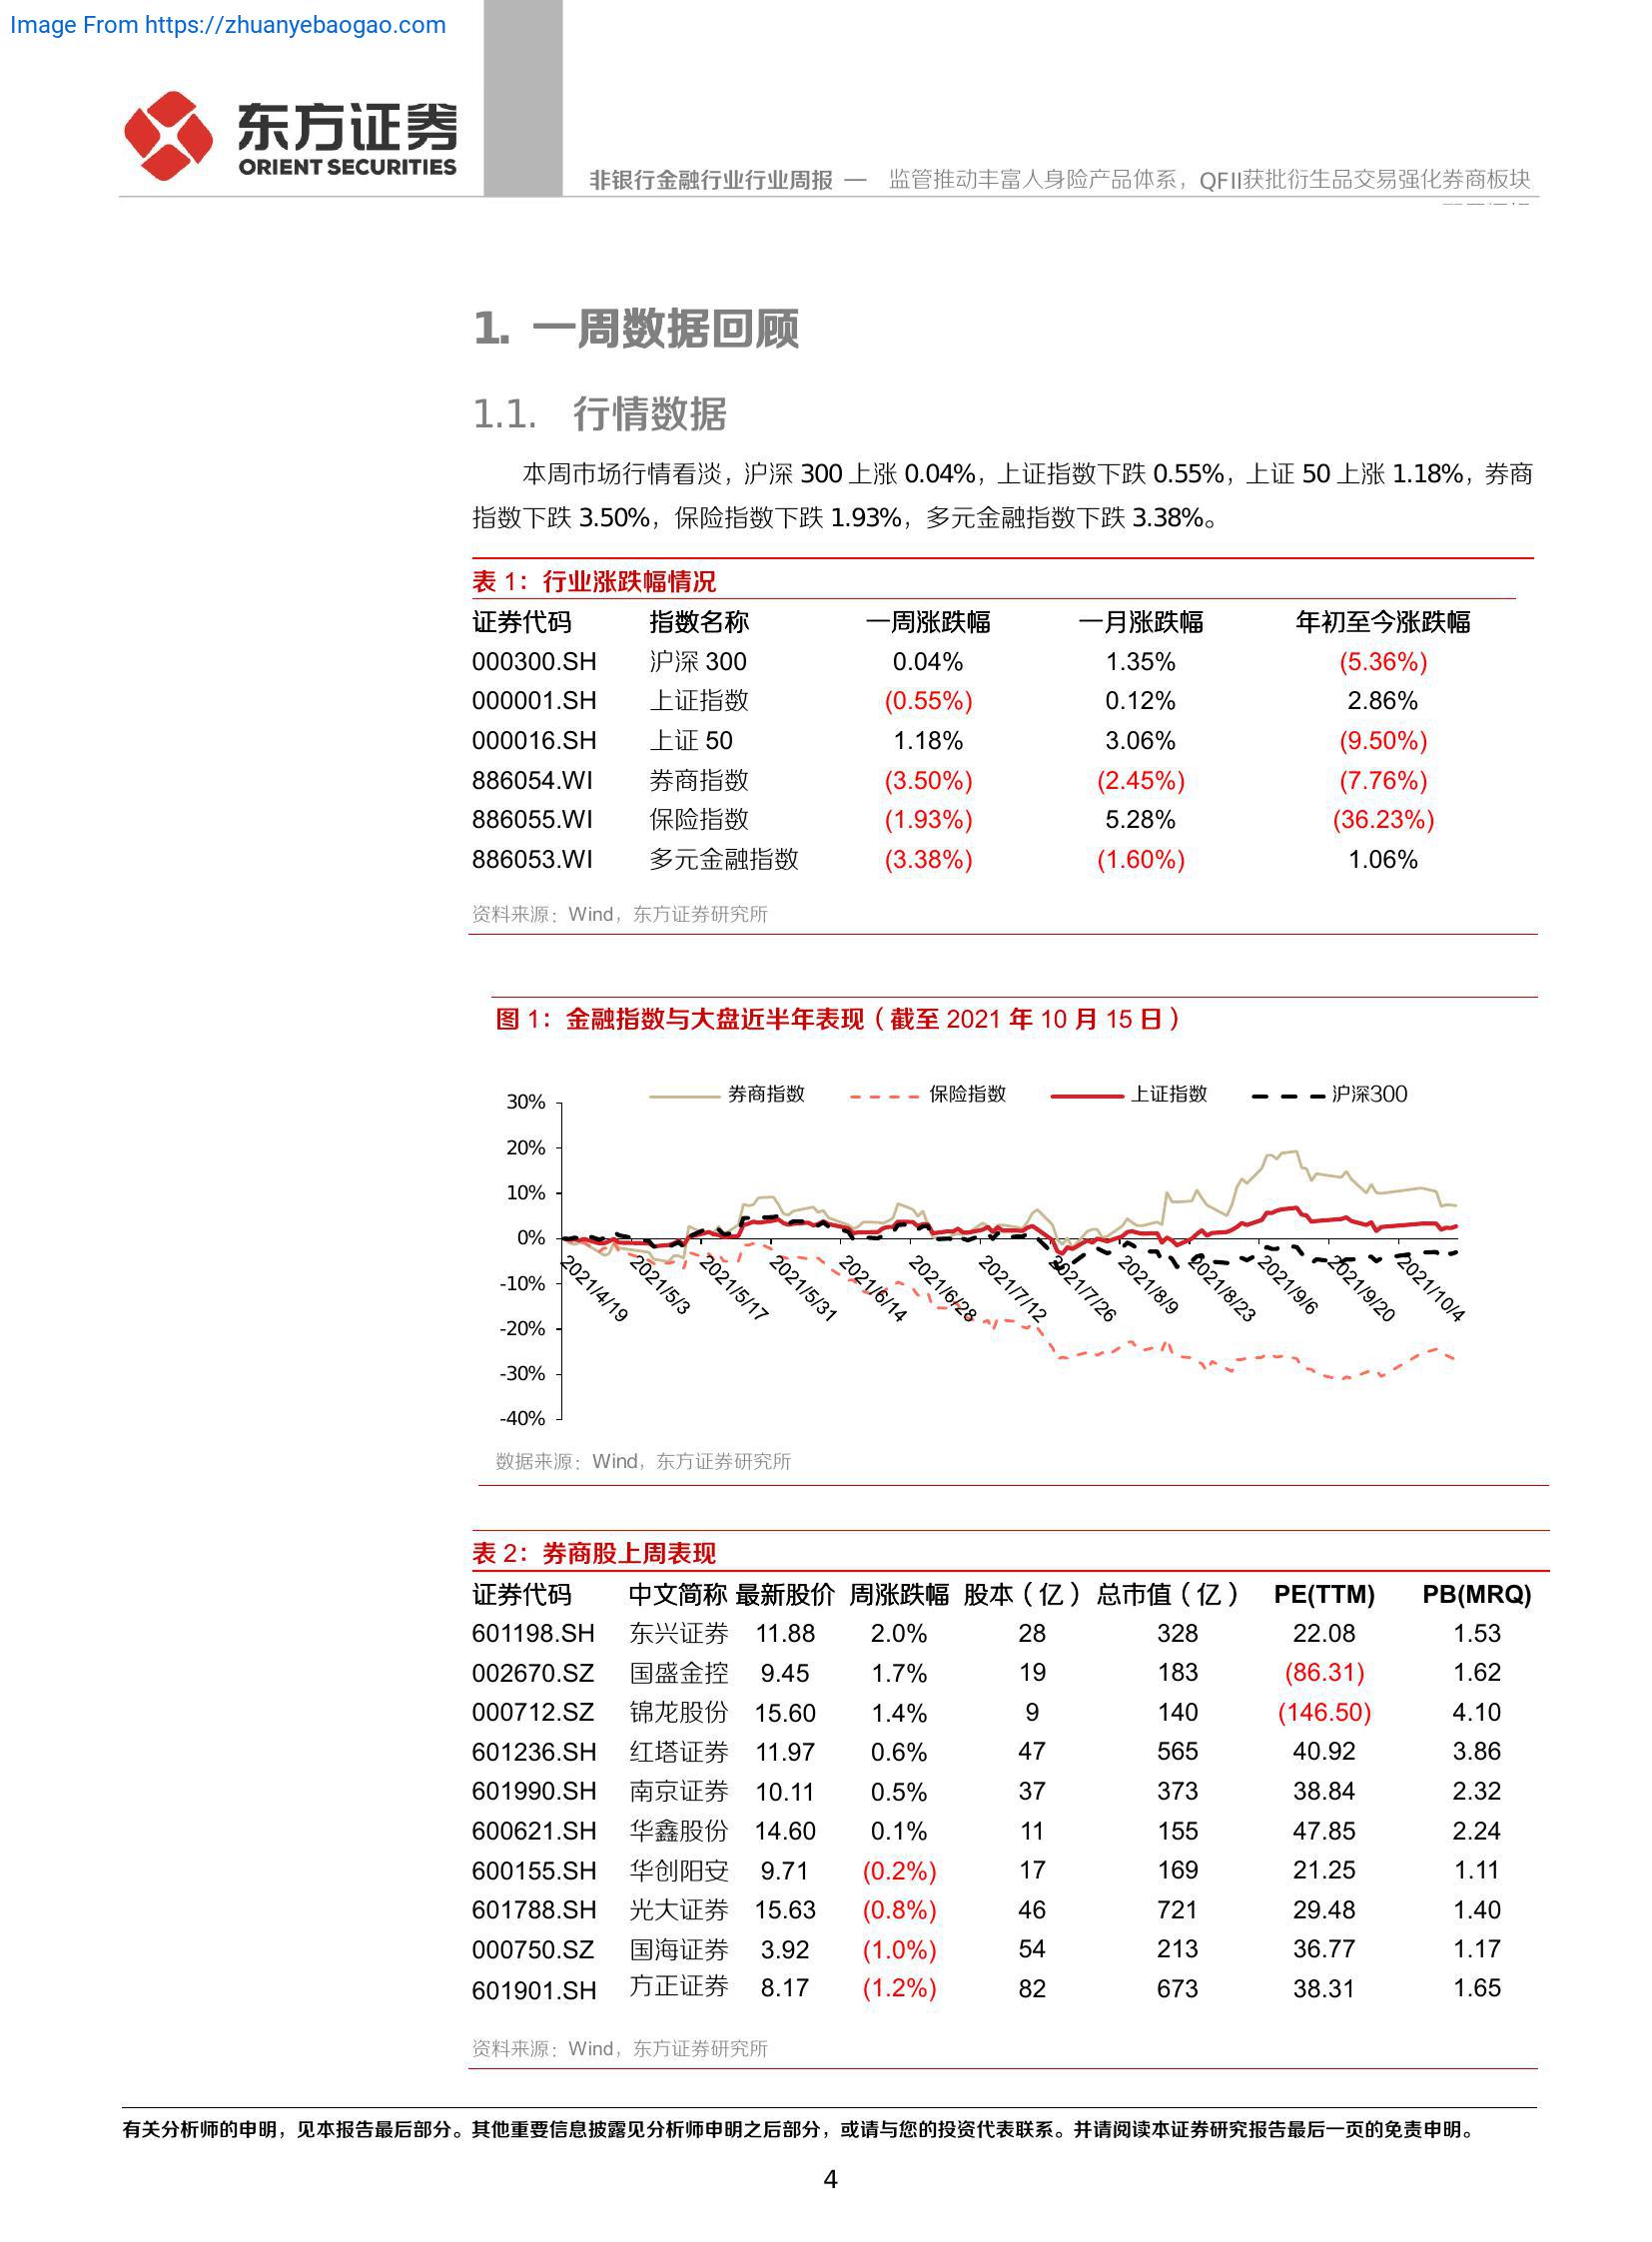 Image From https://zhuanyebaogao.com
东方证券
ORIENT SECURITIES
非银行金融行业行业周报 — 监管推动丰富人身险产品体系，QFII获批衍生品交易强化券商板块
1. 一周数据回顾
1.1. 行情数据
本周市场行情看淡，沪深 300 上涨 0.04%，上证指数下跌 0.55%，上证 50 上涨 1.18%，券商
指数下跌 3.50%，保险指数下跌 1.93%，多元金融指数下跌 3.38%。
表 1：行业涨跌幅情况
证券代码 指数名称 一周涨跌幅 一月涨跌幅 年初至今涨跌幅
000300.SH 沪深 300 0.04% 1.35% (5.36%)
000001.SH 上证指数 (0.55%) 0.12% 2.86%
000016.SH 上证 50 1.18% 3.06% (9.50%)
886054.WI 券商指数 (3.50%) (2.45%) (7.76%)
886055.WI 保险指数 (1.93%) 5.28% (36.23%)
886053.WI 多元金融指数 (3.38%) (1.60%) 1.06%
资料来源：Wind，东方证券研究所
图 1：金融指数与大盘近半年表现（截至 2021 年 10 月 15 日）
券商指数 保险指数 上证指数 沪深300
30%
20%
10%
0%
-10%
-20%
-30%
-40%
2021/4/19 2021/5/3 2021/5/17 2021/5/31 2021/6/14 2021/6/28 2021/7/12 2021/7/26 2021/8/9 2021/8/23 2021/9/6 2021/9/20 2021/10/4
数据来源：Wind，东方证券研究所
表 2：券商股上周表现
证券代码 中文简称 最新股价 周涨跌幅 股本（亿） 总市值（亿） PE(TTM) PB(MRQ)
601198.SH 东兴证券 11.88 2.0% 28 328 22.08 1.53
002670.SZ 国盛金控 9.45 1.7% 19 183 (86.31) 1.62
000712.SZ 锦龙股份 15.60 1.4% 9 140 (146.50) 4.10
601236.SH 红塔证券 11.97 0.6% 47 565 40.92 3.86
601990.SH 南京证券 10.11 0.5% 37 373 38.84 2.32
600621.SH 华鑫股份 14.60 0.1% 11 155 47.85 2.24
600155.SH 华创阳安 9.71 (0.2%) 17 169 21.25 1.11
601788.SH 光大证券 15.63 (0.8%) 46 721 29.48 1.40
000750.SZ 国海证券 3.92 (1.0%) 54 213 36.77 1.17
601901.SH 方正证券 8.17 (1.2%) 82 673 38.31 1.65
资料来源：Wind，东方证券研究所
有关分析师的申明，见本报告最后部分。其他重要信息披露见分析师申明之后部分，或请与您的投资代表联系。并请阅读本证券研究报告最后一页的免责申明。
4